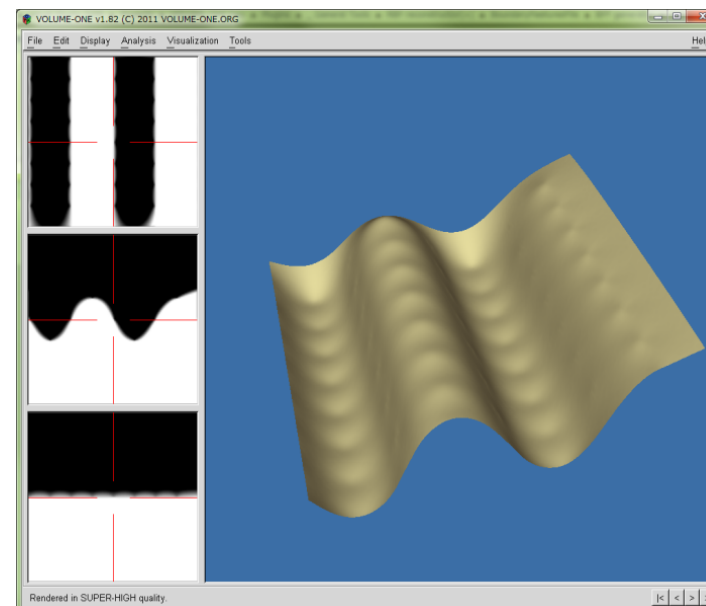 VOLUME-ONE v1.82 (C) 2011 VOLUME-ONE.ORG
File Edit Display Analysis Visualization Tools Hel
Rendered in SUPER-HIGH quality.
|< < >